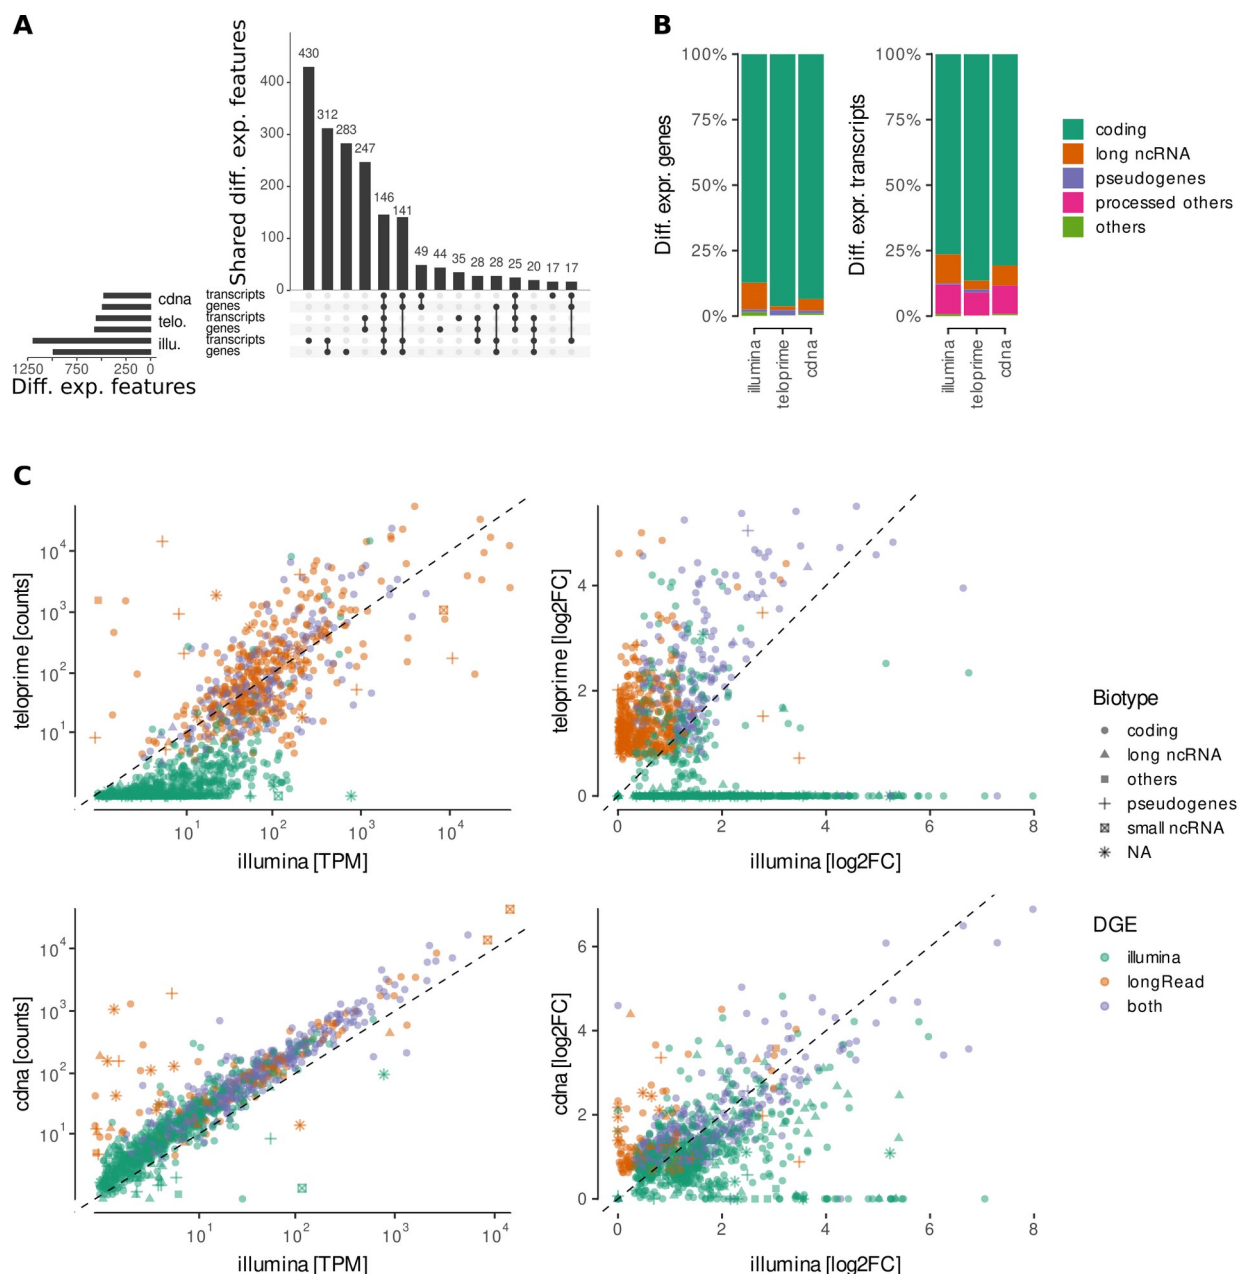 A
Shared diff. exp. features
400
300
200
100
0
430
312
283
247
146
141
49
44
35
28
28
25
20
17
17
cdna
telo.
illu.
transcripts
genes
transcripts
genes
transcripts
genes
1250
750
250
0
Diff. exp. features
B
Diff. expr. genes
100%
75%
50%
25%
0%
illumina
teloprime
cdna
Diff. expr. transcripts
100%
75%
50%
25%
0%
illumina
teloprime
cdna
coding
long ncRNA
pseudogenes
processed others
others
C
teloprime [counts]
10^4
10^3
10^2
10^1
10^1
10^2
10^3
10^4
illumina [TPM]
teloprime [log2FC]
4
2
0
0
2
4
6
8
illumina [log2FC]
cdna [counts]
10^4
10^3
10^2
10^1
10^1
10^2
10^3
10^4
illumina [TPM]
cdna [log2FC]
6
4
2
0
0
2
4
6
8
illumina [log2FC]
Biotype
coding
long ncRNA
others
pseudogenes
small ncRNA
NA
DGE
illumina
longRead
both